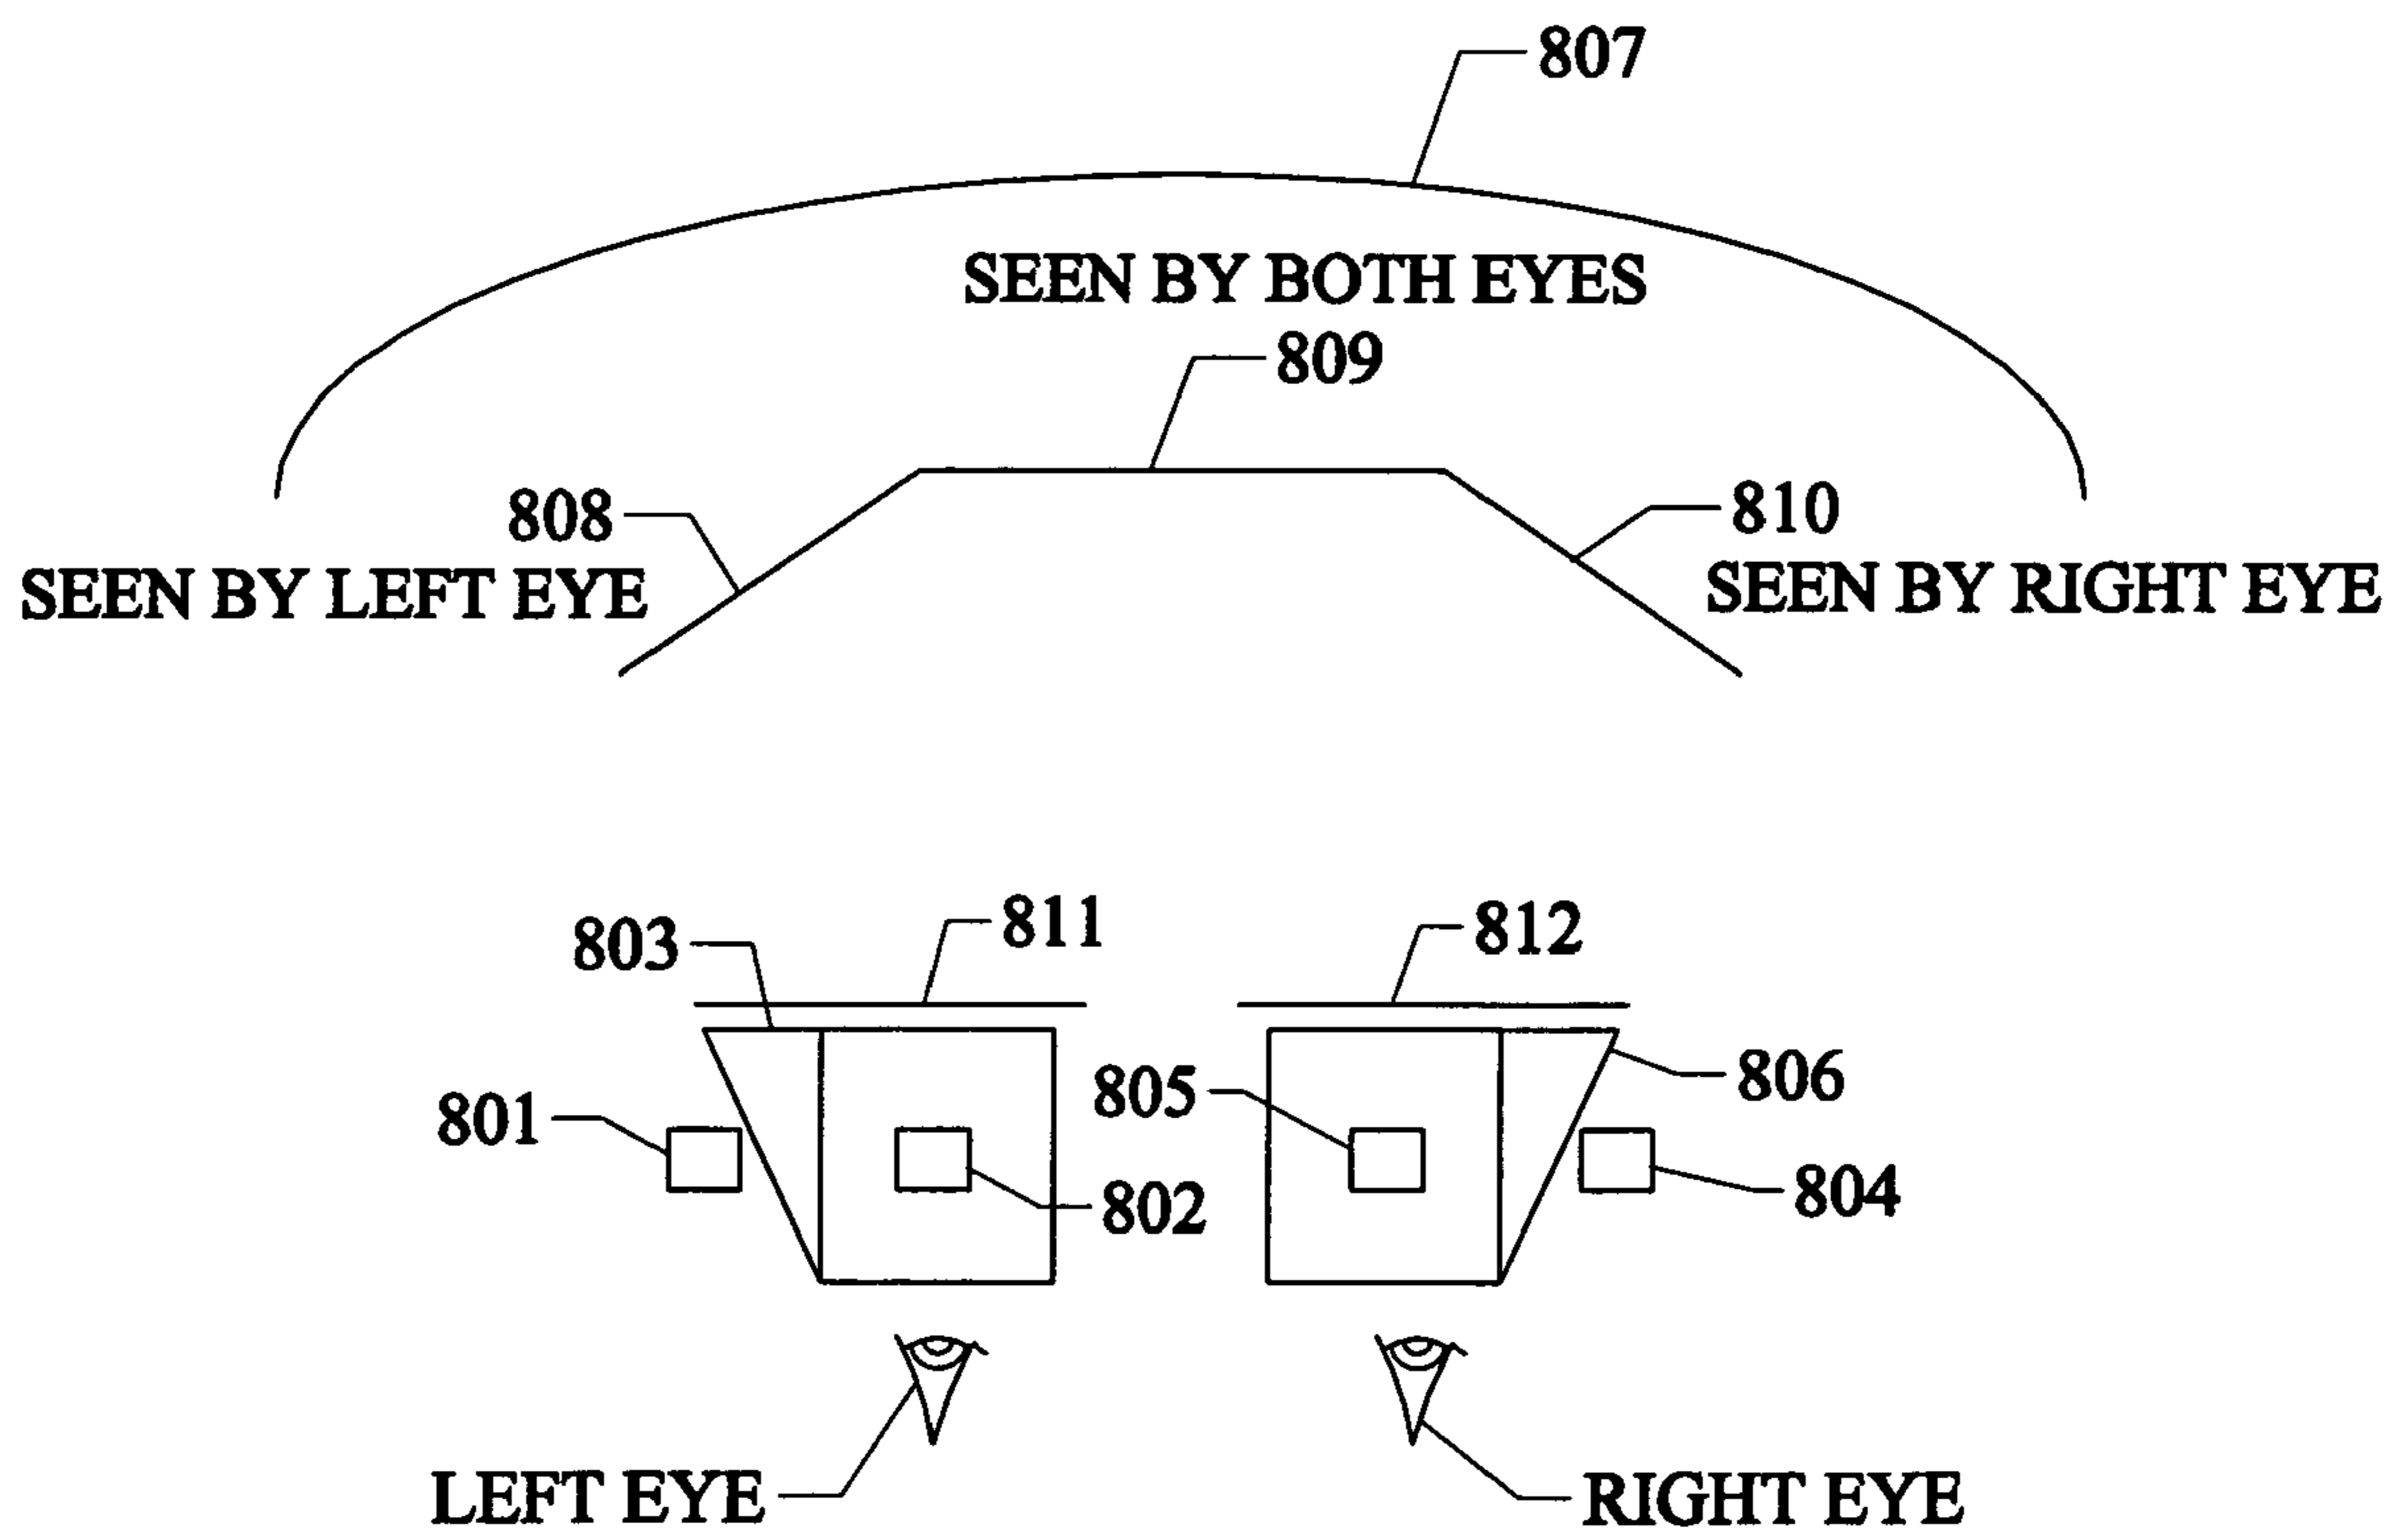 807
SEEN BY BOTH EYES
809
808
810
SEEN BY LEFT EYE
SEEN BY RIGHT EYE
811
812
803
805
806
801
802
804
LEFT EYE
RIGHT EYE